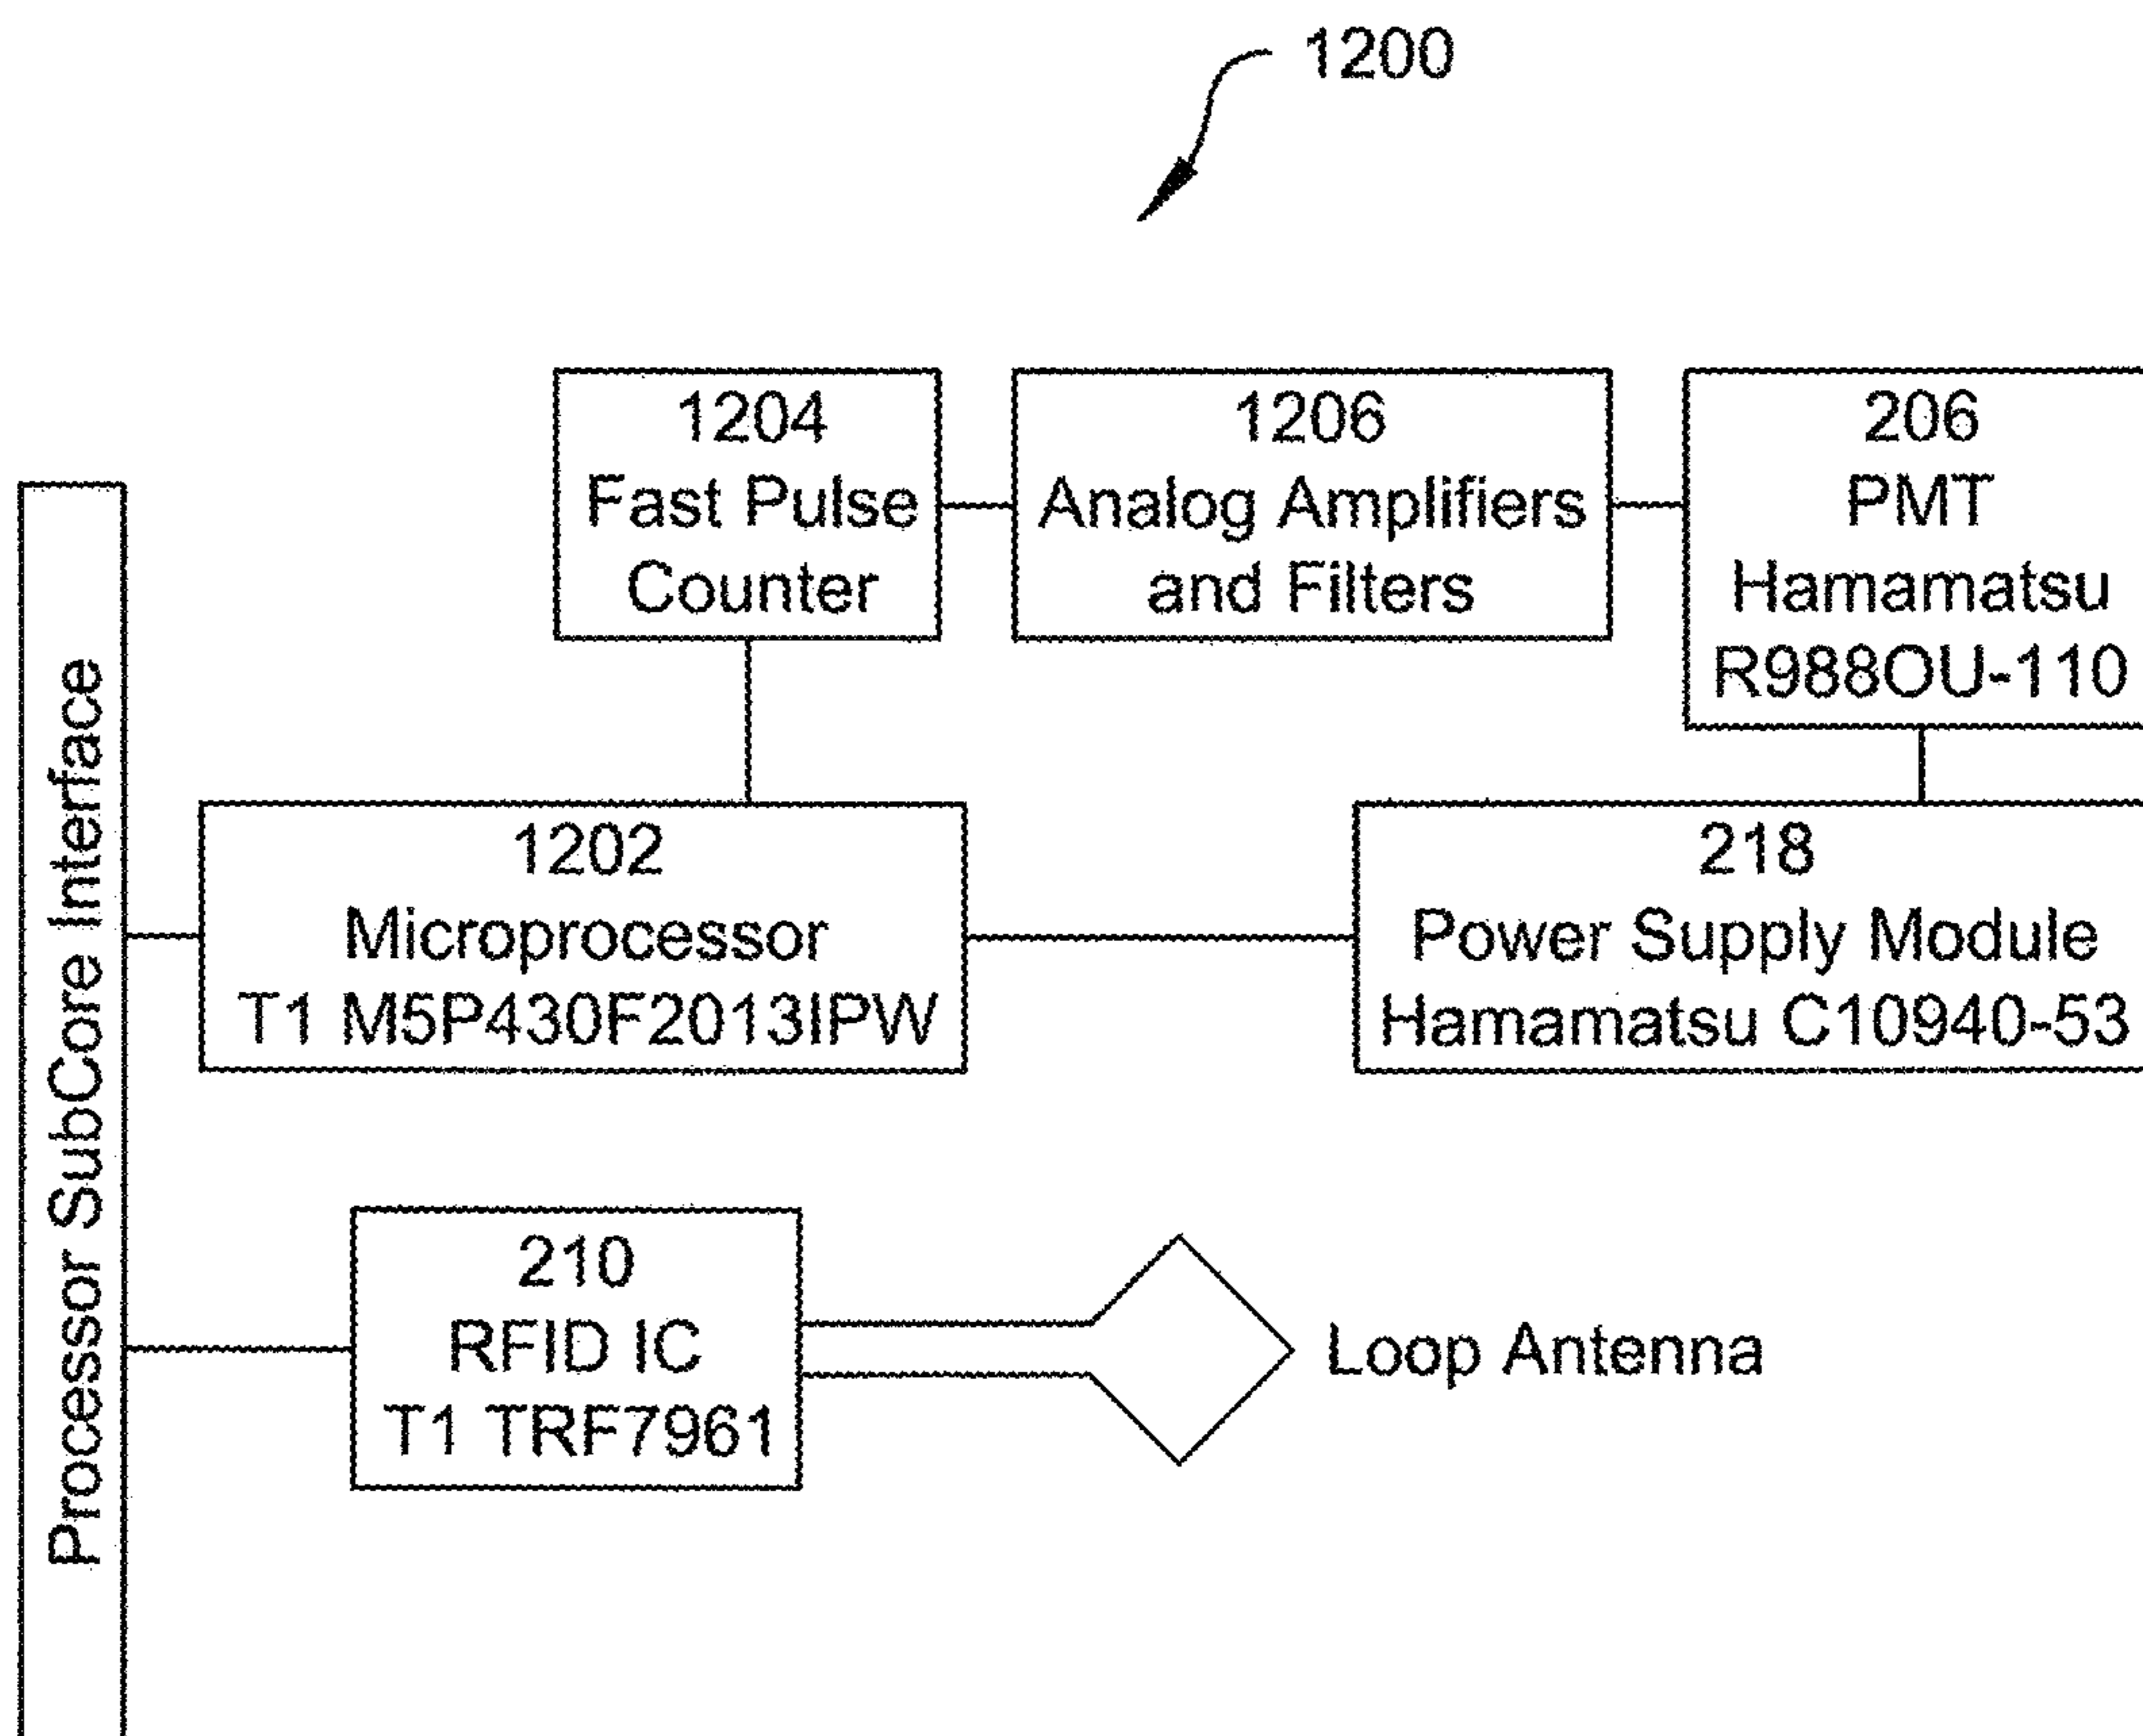 1200
1204
Fast Pulse
Counter
1206
Analog Amplifiers
and Filters
206
PMT
Hamamatsu
R988OU-110
Processor SubCore Interface
1202
Microprocessor
T1 M5P430F2013IPW
218
Power Supply Module
Hamamatsu C10940-53
210
RFID IC
T1 TRF7961
Loop Antenna